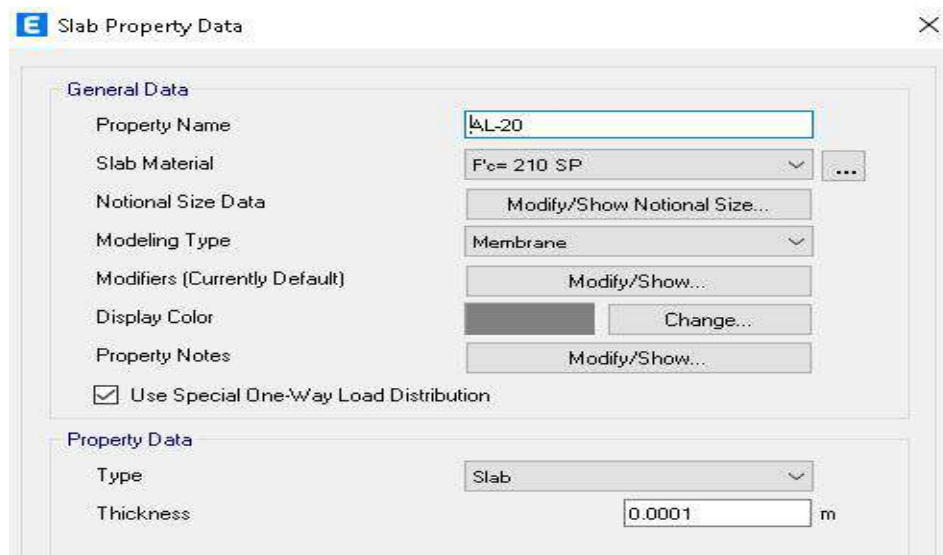 E Slab Property Data
General Data
Property Name AL-20
Slab Material F'c= 210 SP ...
Notional Size Data Modify/Show Notional Size...
Modeling Type Membrane
Modifiers (Currently Default) Modify/Show...
Display Color Change...
Property Notes Modify/Show...
Use Special One-Way Load Distribution
Property Data
Type Slab
Thickness 0.0001 m